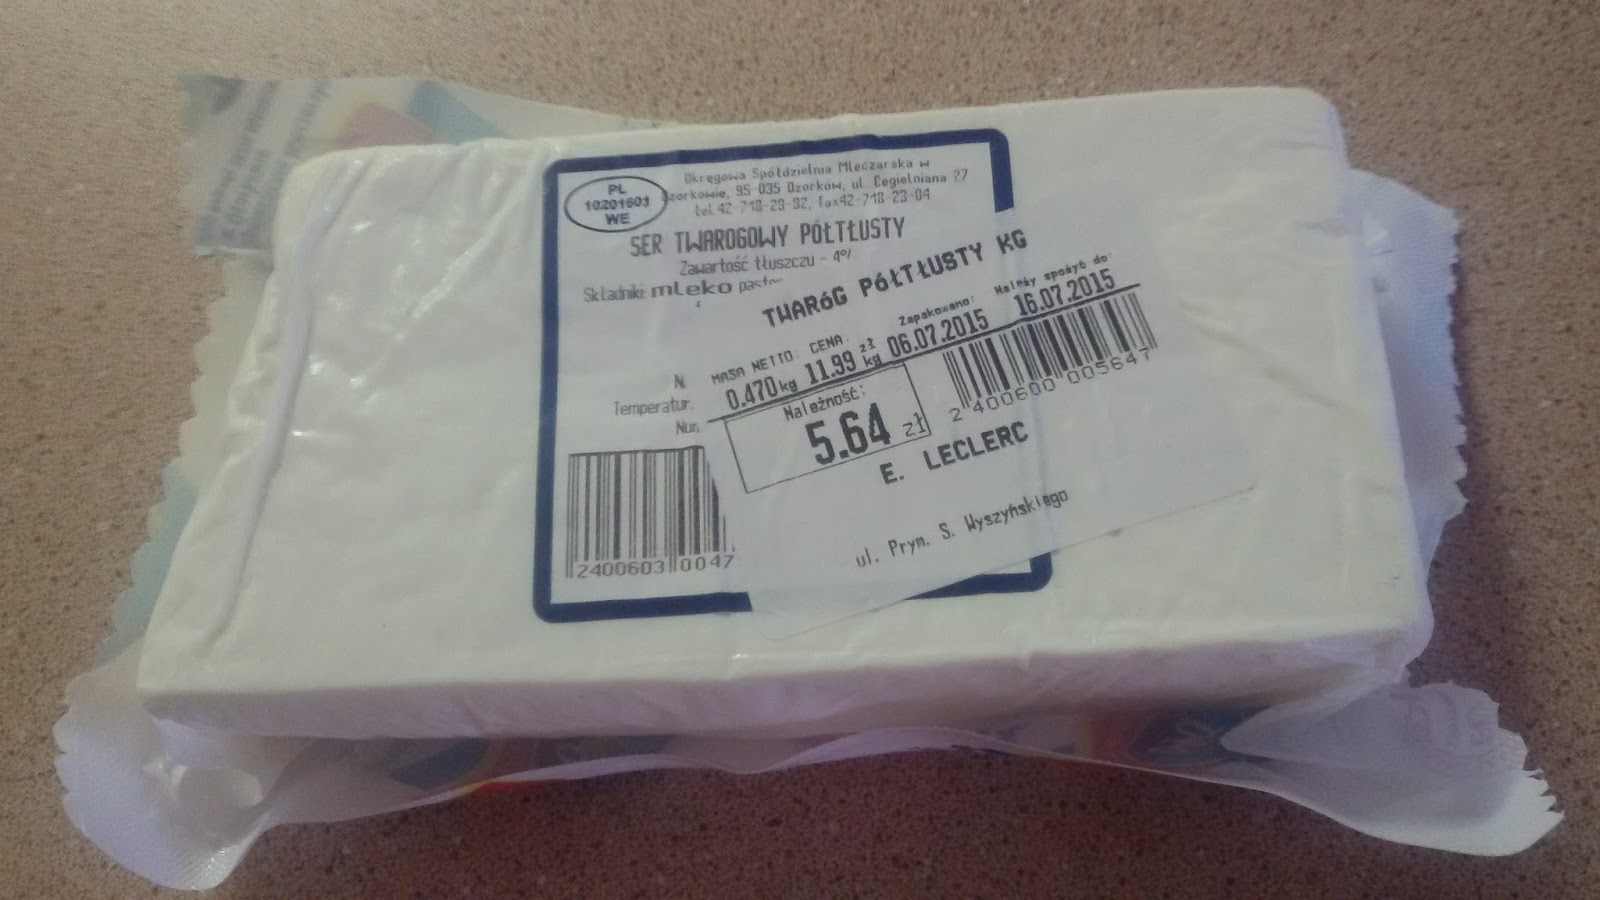 PL
10201603
WE
Okręgowa Spółdzielnia Mleczarska w
Ozorkowie, 95-035 Ozorków, ul. Cegielniana 27
tel. 42-718-23-92, fax42-718-23-04
SER TWAROGOWY PÓŁTŁUSTY
Zawartość tłuszczu - 4%
Składniki: mleko
TWARÓG PÓŁTŁUSTY KG
MASA NETTO. CENA. Zapakowano: Należy spożyć do:
0.470kg 11.99 zł kg 06.07.2015 16.07.2015
Należność:
5.64 zł
2 400600 005647
E. LECLERC
ul. Prym. S. Wyszyńskiego
N
Temperatur
Nur
2400603 0047